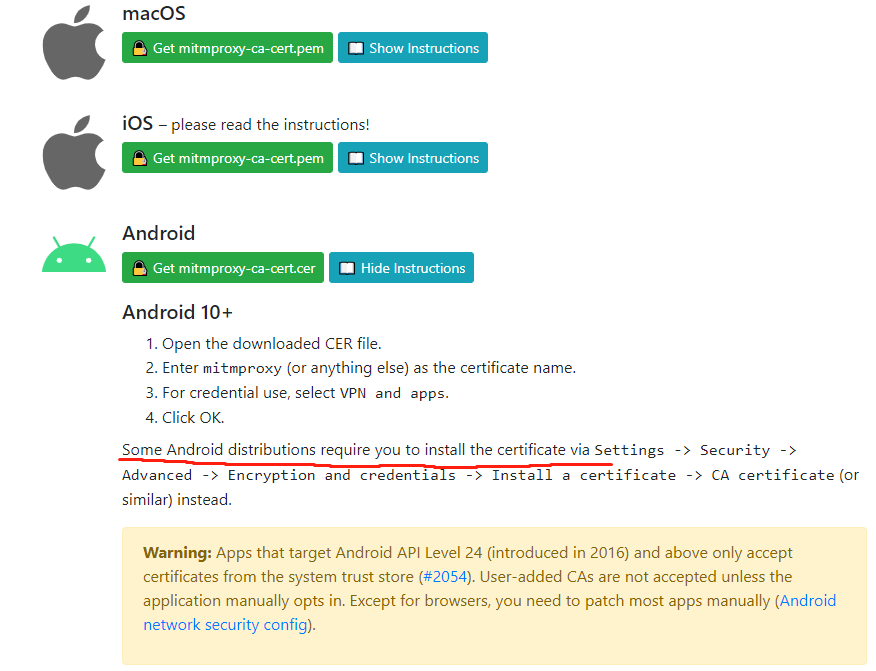 macOS
Get mitmproxy-ca-cert.pem Show Instructions
iOS – please read the instructions!
Get mitmproxy-ca-cert.pem Show Instructions
Android
Get mitmproxy-ca-cert.cer Hide Instructions
Android 10+
1. Open the downloaded CER file.
2. Enter mitmproxy (or anything else) as the certificate name.
3. For credential use, select VPN and apps.
4. Click OK.
Some Android distributions require you to install the certificate via Settings -> Security ->
Advanced -> Encryption and credentials -> Install a certificate -> CA certificate (or
similar) instead.
Warning: Apps that target Android API Level 24 (introduced in 2016) and above only accept
certificates from the system trust store (#2054). User-added CAs are not accepted unless the
application manually opts in. Except for browsers, you need to patch most apps manually (Android
network security config).